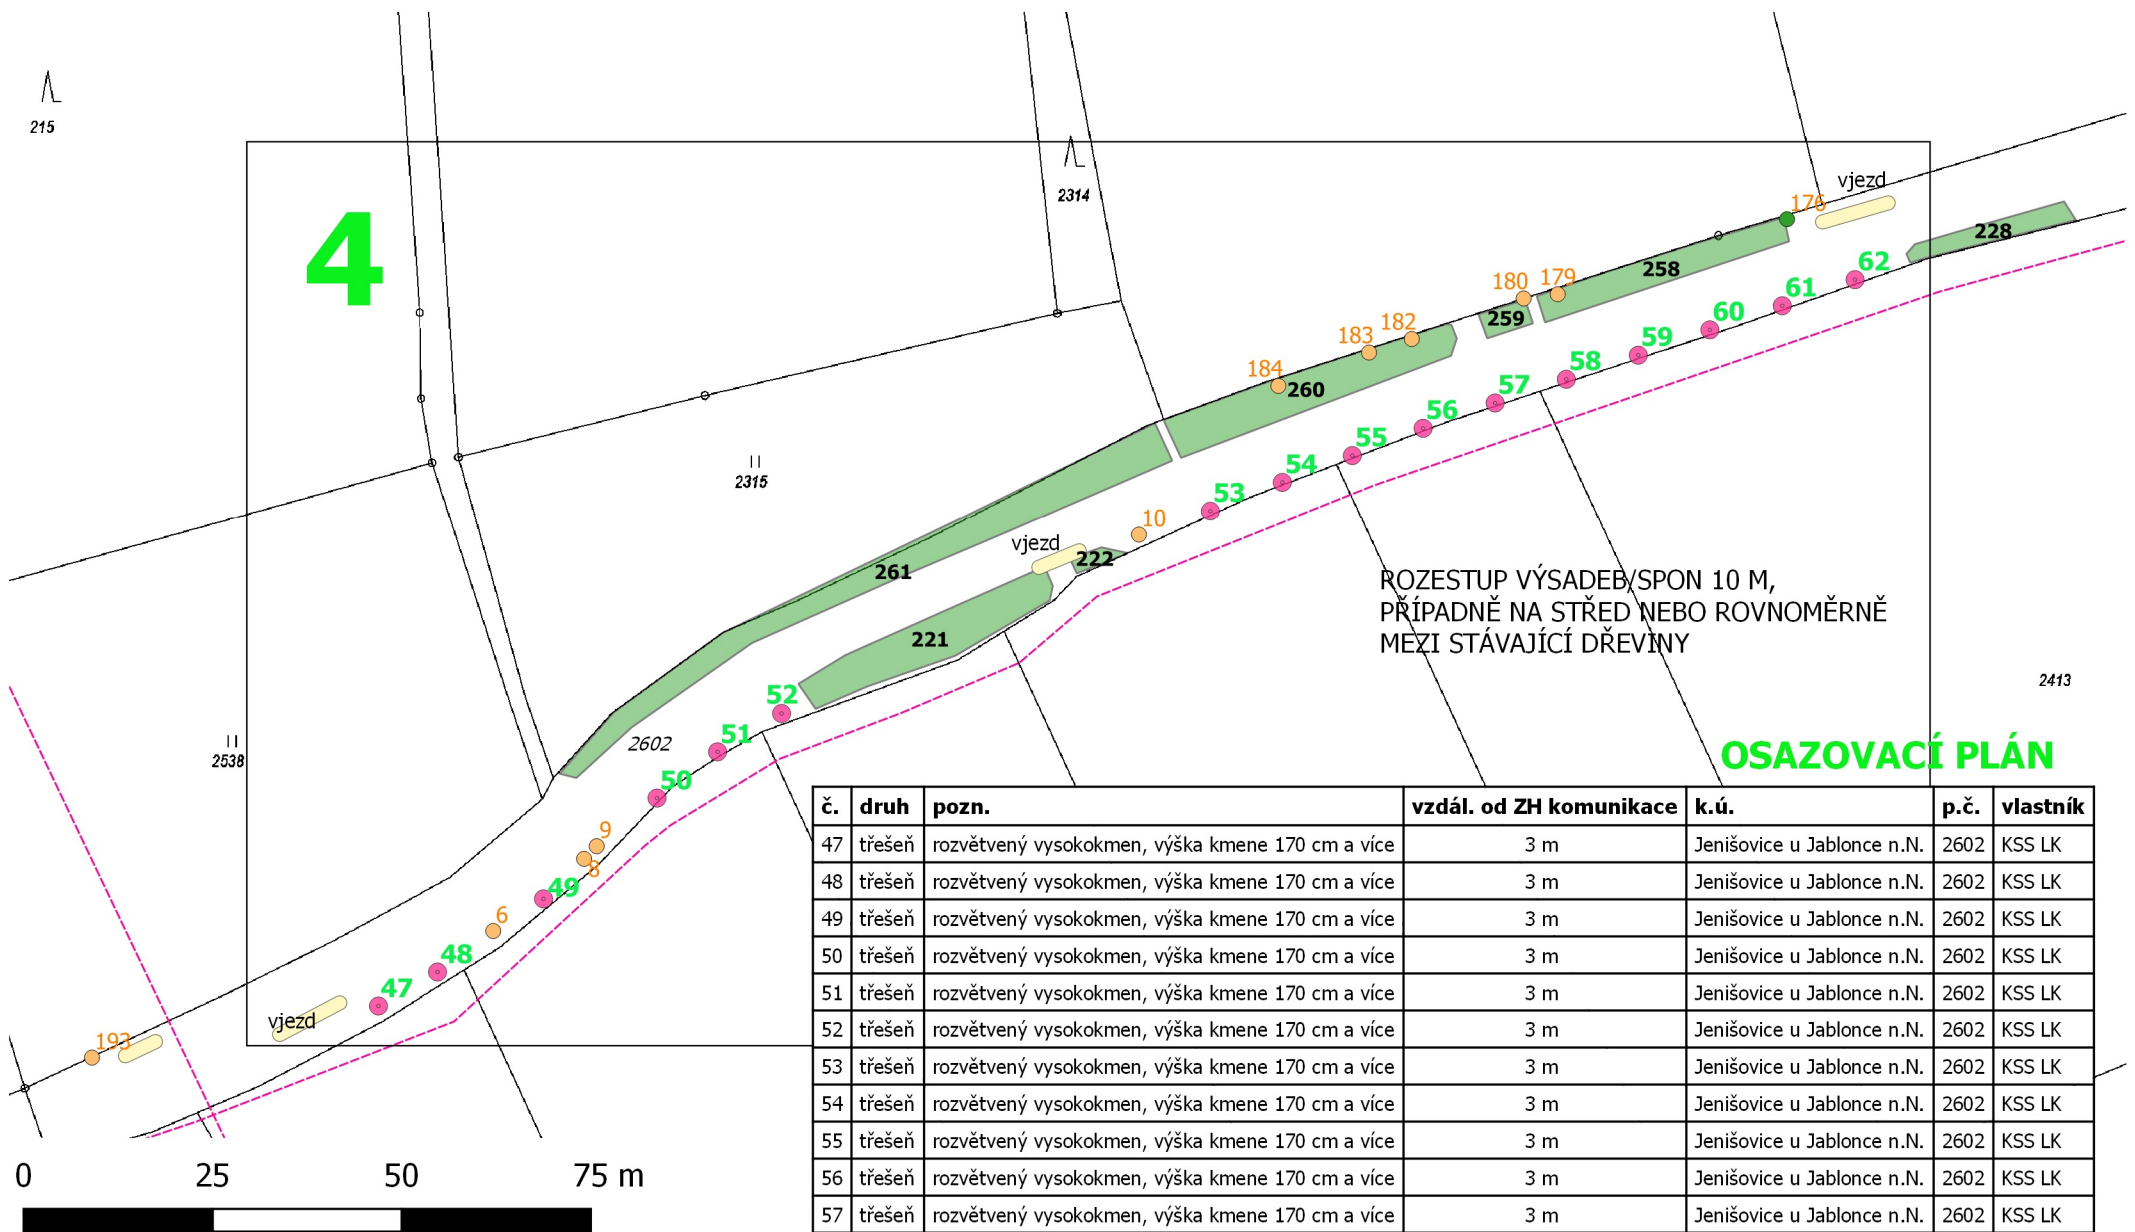 215
4
2314
vjezd
176
228
258
62
180
179
61
259
60
183
182
59
58
184
260
57
56
55
2315
54
53
10
vjezd
222
261
ROZESTUP VÝSADEB/SPON 10 M,
PŘÍPADNĚ NA STŘED NEBO ROVNOMĚRNĚ
MEZI STÁVAJÍCÍ DŘEVINY
221
2413
52
51
2602
2538
50
OSAZOVACÍ PLÁN
9
8
49
6
48
47
vjezd
193
č. druh pozn. vzdál. od ZH komunikace k.ú. p.č. vlastník
47 třešeň rozvětvený vysokokmen, výška kmene 170 cm a více 3 m Jenišovice u Jablonce n.N. 2602 KSS LK
48 třešeň rozvětvený vysokokmen, výška kmene 170 cm a více 3 m Jenišovice u Jablonce n.N. 2602 KSS LK
49 třešeň rozvětvený vysokokmen, výška kmene 170 cm a více 3 m Jenišovice u Jablonce n.N. 2602 KSS LK
50 třešeň rozvětvený vysokokmen, výška kmene 170 cm a více 3 m Jenišovice u Jablonce n.N. 2602 KSS LK
51 třešeň rozvětvený vysokokmen, výška kmene 170 cm a více 3 m Jenišovice u Jablonce n.N. 2602 KSS LK
52 třešeň rozvětvený vysokokmen, výška kmene 170 cm a více 3 m Jenišovice u Jablonce n.N. 2602 KSS LK
53 třešeň rozvětvený vysokokmen, výška kmene 170 cm a více 3 m Jenišovice u Jablonce n.N. 2602 KSS LK
54 třešeň rozvětvený vysokokmen, výška kmene 170 cm a více 3 m Jenišovice u Jablonce n.N. 2602 KSS LK
55 třešeň rozvětvený vysokokmen, výška kmene 170 cm a více 3 m Jenišovice u Jablonce n.N. 2602 KSS LK
56 třešeň rozvětvený vysokokmen, výška kmene 170 cm a více 3 m Jenišovice u Jablonce n.N. 2602 KSS LK
57 třešeň rozvětvený vysokokmen, výška kmene 170 cm a více 3 m Jenišovice u Jablonce n.N. 2602 KSS LK
0 25 50 75 m